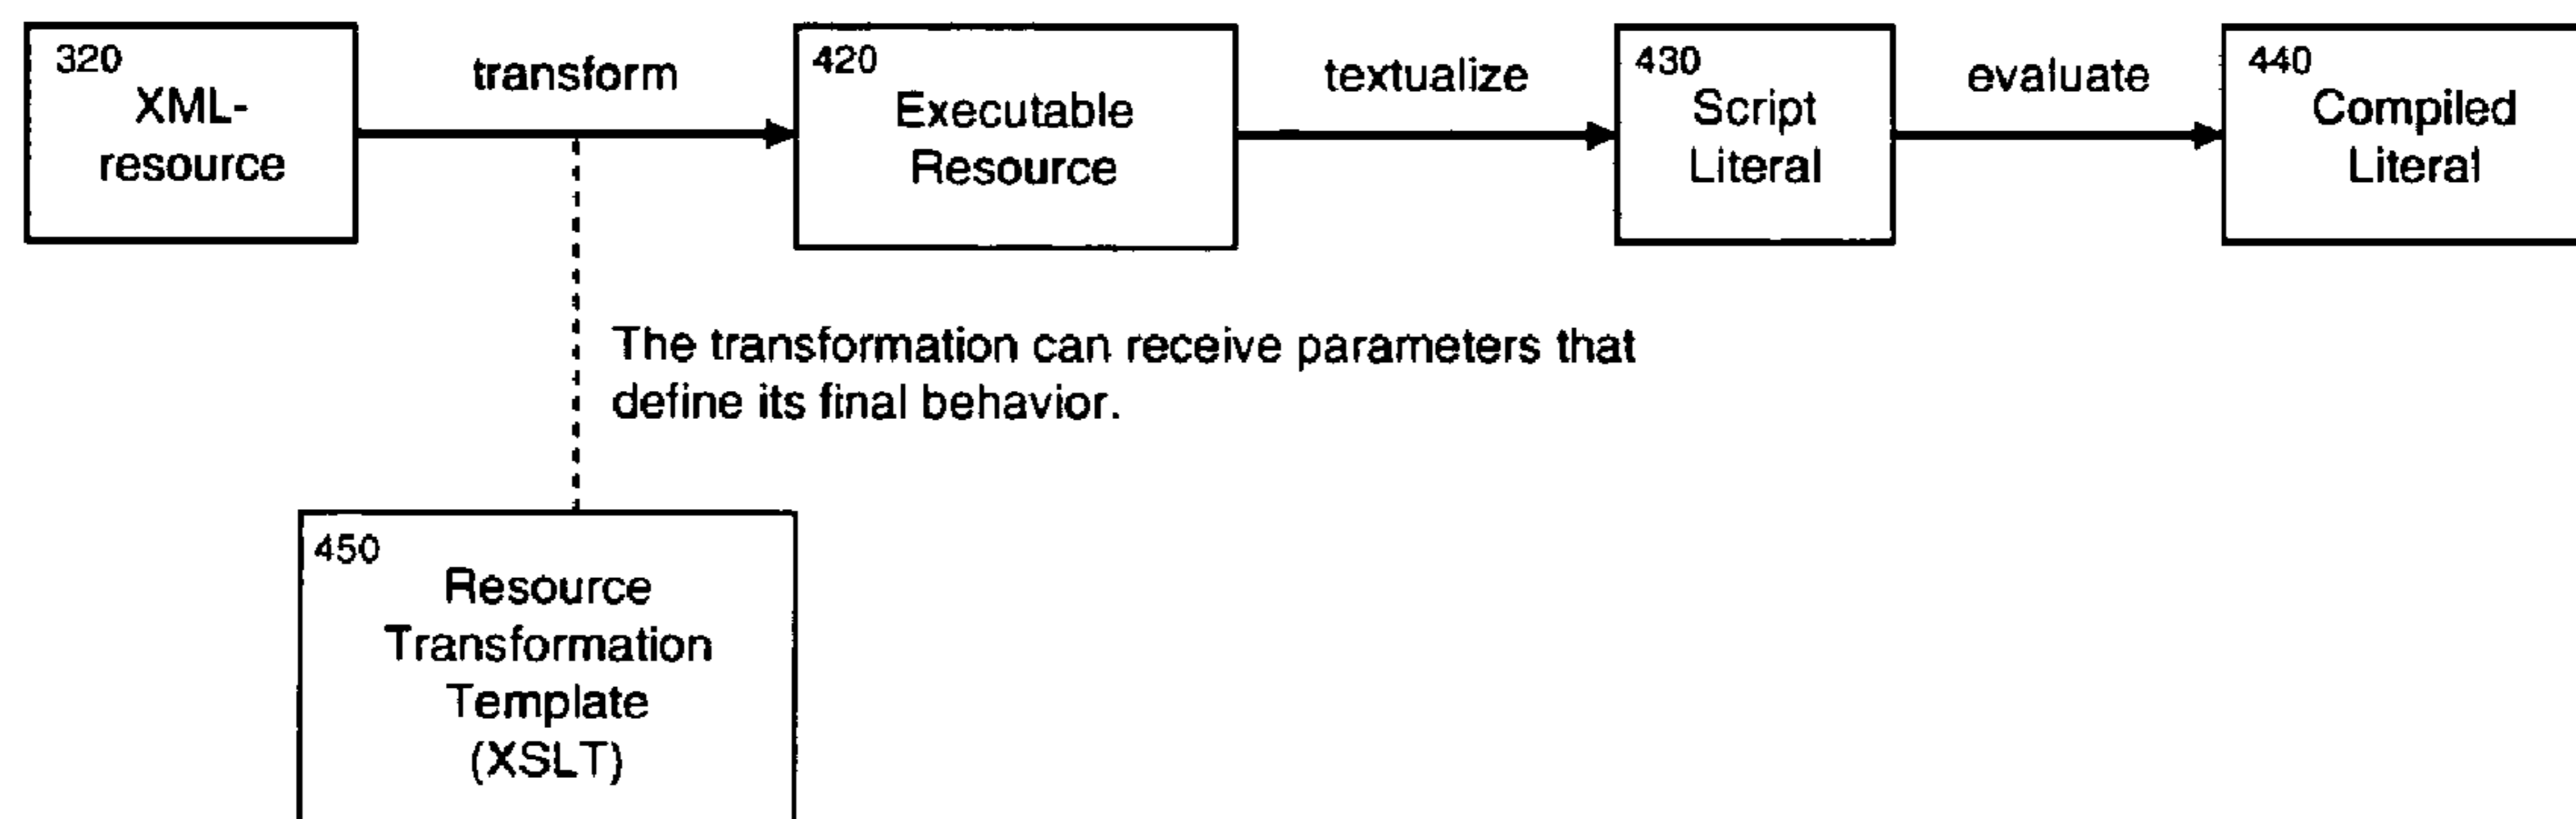 320
XML-
resource
transform
420
Executable
Resource
textualize
430
Script
Literal
evaluate
440
Compiled
Literal
The transformation can receive parameters that
define its final behavior.
450
Resource
Transformation
Template
(XSLT)